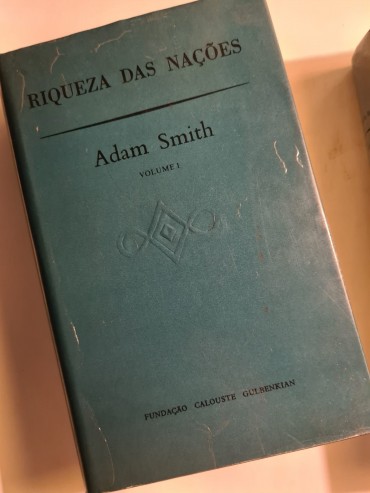 RIQUEZA DAS NAÇÕES
Adam Smith
VOLUME I
FUNDAÇÃO CALOUSTE GULBENKIAN